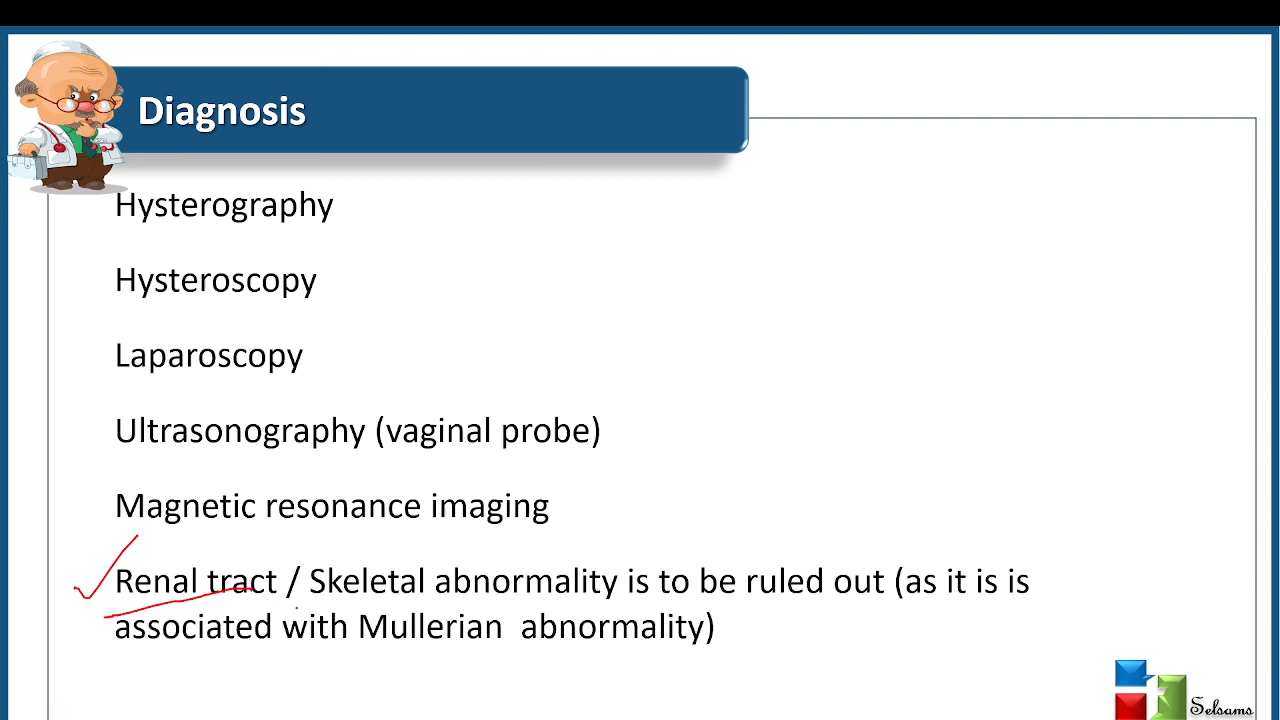 Diagnosis
Hysterography
Hysteroscopy
Laparoscopy
Ultrasonography (vaginal probe)
Magnetic resonance imaging
Renal tract / Skeletal abnormality is to be ruled out (as it is is
associated with Mullerian abnormality)
Selsams